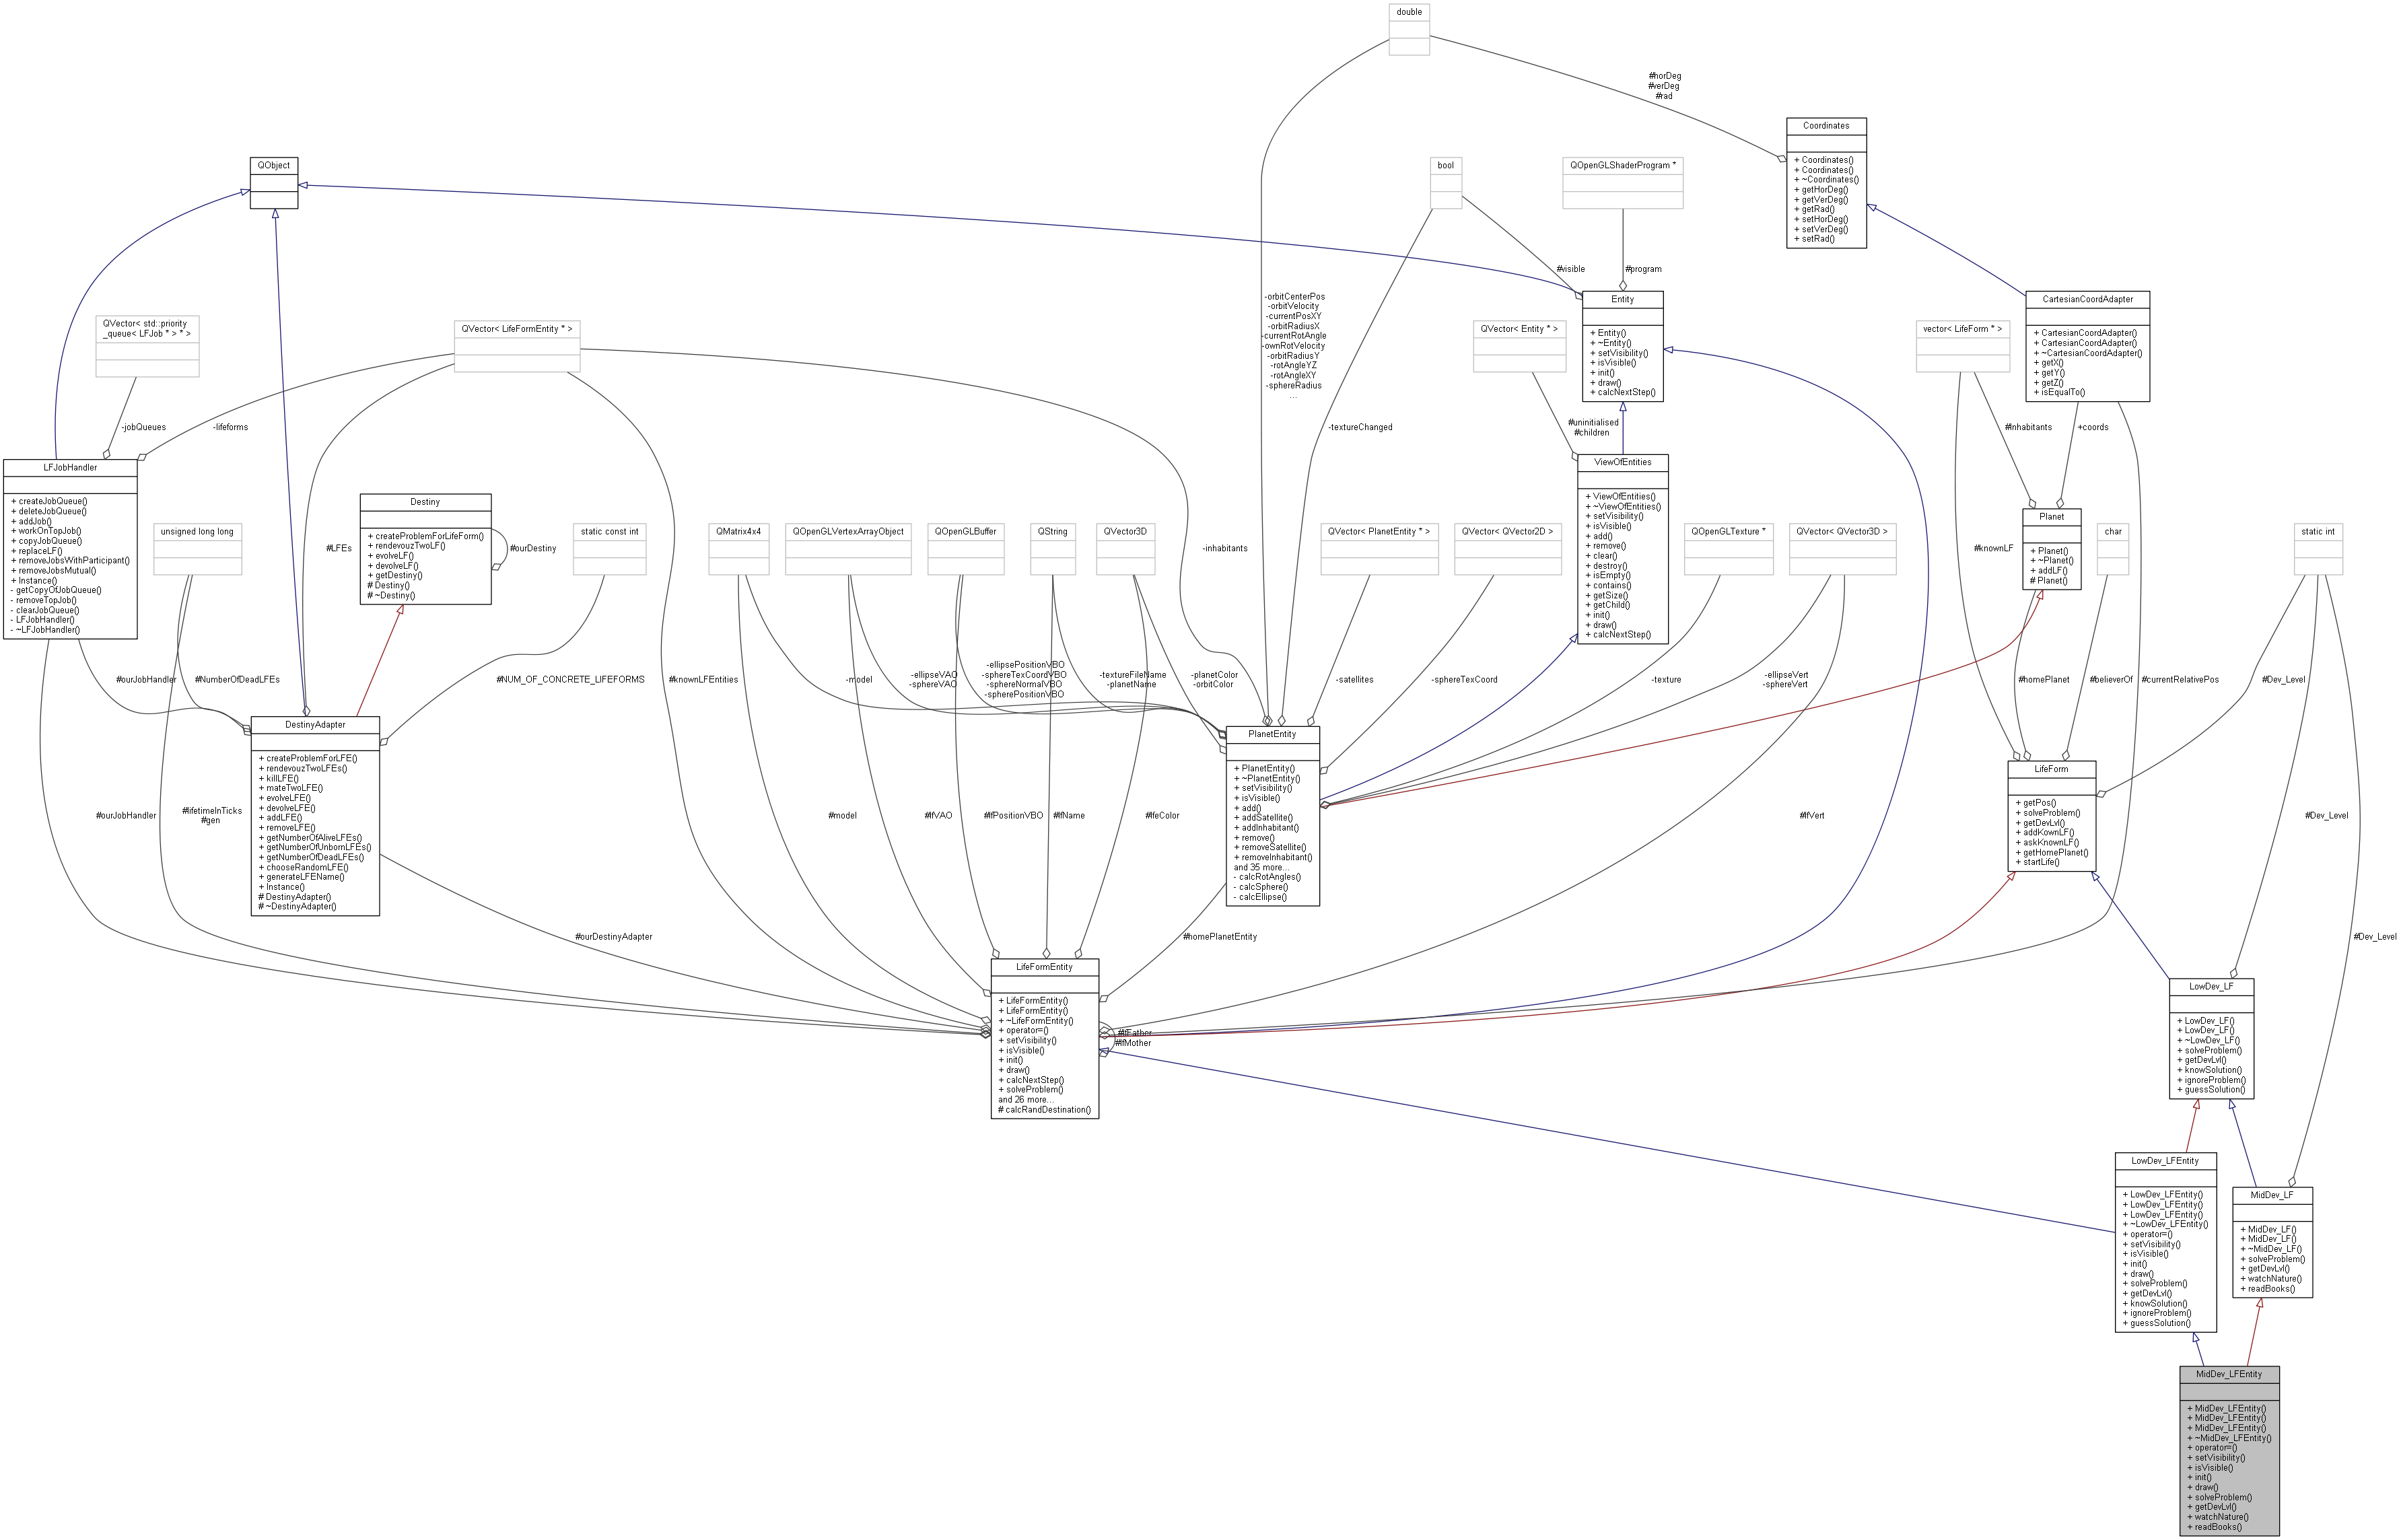 double
#horDeg
#verDeg
#rad
Coordinates
+ Coordinates()
+ Coordinates()
+ ~Coordinates()
+ getHorDeg()
+ getVerDeg()
+ getRad()
+ setHorDeg()
+ setVerDeg()
+ setRad()
QObject
bool
QOpenGLShaderProgram *
#visible
#program
-orbitCenterPos
-orbitVelocity
-currentPosXY
-orbitRadiusX
-currentRotAngle
-ownRotVelocity
-orbitRadiusY
-rotAngleYZ
-rotAngleXY
-sphereRadius
...
Entity
+ Entity()
+ ~Entity()
+ setVisibility()
+ isVisible()
+ init()
+ draw()
+ calcNextStep()
CartesianCoordAdapter
+ CartesianCoordAdapter()
+ CartesianCoordAdapter()
+ ~CartesianCoordAdapter()
+ getX()
+ getY()
+ getZ()
+ isEqualTo()
QVector< std::priority
_queue< LFJob * > * >
QVector< LifeFormEntity * >
QVector< Entity * >
vector< LifeForm * >
-jobQueues
-lifeforms
-textureChanged
#uninitialised
#children
#Inhabitants
+coords
LFJobHandler
+ createJobQueue()
+ deleteJobQueue()
+ addJob()
+ workOnTopJob()
+ copyJobQueue()
+ replaceLF()
+ removeJobsWithParticipant()
+ removeJobsMutual()
+ Instance()
- getCopyOfJobQueue()
- removeTopJob()
- clearJobQueue()
- LFJobHandler()
- ~LFJobHandler()
ViewOfEntities
+ ViewOfEntities()
+ ~ViewOfEntities()
+ setVisibility()
+ isVisible()
+ add()
+ remove()
+ clear()
+ destroy()
+ isEmpty()
+ contains()
+ getSize()
+ getChild()
+ init()
+ draw()
+ calcNextStep()
Destiny
+ createProblemForLifeForm()
+ rendevouzTwoLF()
+ evolveLF()
+ devolveLF()
+ getDestiny()
# Destiny()
# ~Destiny()
#ourDestiny
#LFEs
-inhabitants
#knownLF
Planet
+ Planet()
+ ~Planet()
+ addLF()
# Planet()
unsigned long long
static const int
QMatrix4x4
QOpenGLVertexArrayObject
QOpenGLBuffer
QString
QVector3D
QVector< PlanetEntity * >
QVector< QVector2D >
QOpenGLTexture *
QVector< QVector3D >
char
static int
#ourJobHandler
#NumberOfDeadLFEs
#NUM_OF_CONCRETE_LIFEFORMS
#knownLFEntities
-model
-ellipseVAO
-sphereVAO
-ellipsePositionVBO
-sphereTexCoordVBO
-sphereNormalVBO
-spherePositionVBO
-textureFileName
-planetName
-planetColor
-orbitColor
-satellites
-sphereTexCoord
-texture
-ellipseVert
-sphereVert
#homePlanet
#believerOf
#currentRelativePos
#Dev_Level
DestinyAdapter
+ createProblemForLFE()
+ rendevouzTwoLFEs()
+ killLFE()
+ mateTwoLFE()
+ evolveLFE()
+ devolveLFE()
+ addLFE()
+ removeLFE()
+ getNumberOfAliveLFEs()
+ getNumberOfUnbornLFEs()
+ getNumberOfDeadLFEs()
+ chooseRandomLFE()
+ generateLFEName()
+ Instance()
# DestinyAdapter()
# ~DestinyAdapter()
PlanetEntity
+ PlanetEntity()
+ ~PlanetEntity()
+ setVisibility()
+ isVisible()
+ add()
+ addSatellite()
+ addInhabitant()
+ remove()
+ removeSatellite()
+ removeInhabitant()
and 35 more...
- calcRotAngles()
- calcSphere()
- calcEllipse()
LifeForm
+ getPos()
+ solveProblem()
+ getDevLvl()
+ addKownLF()
+ askKnownLF()
+ getHomePlanet()
+ startLife()
#ourJobHandler
#lifetimeInTicks
#gen
#model
#lfVAO
#lfPositionVBO
#lfName
#lfeColor
#lfVert
#Dev_Level
#ourDestinyAdapter
#homePlanetEntity
#Dev_Level
LifeFormEntity
+ LifeFormEntity()
+ LifeFormEntity()
+ ~LifeFormEntity()
+ operator=()
+ setVisibility()
+ isVisible()
+ init()
+ draw()
+ calcNextStep()
+ solveProblem()
and 26 more...
# calcRandDestination()
#lfFather
#lfMother
LowDev_LF
+ LowDev_LF()
+ LowDev_LF()
+ ~LowDev_LF()
+ solveProblem()
+ getDevLvl()
+ knowSolution()
+ ignoreProblem()
+ guessSolution()
LowDev_LFEntity
+ LowDev_LFEntity()
+ LowDev_LFEntity()
+ LowDev_LFEntity()
+ ~LowDev_LFEntity()
+ operator=()
+ setVisibility()
+ isVisible()
+ init()
+ draw()
+ solveProblem()
+ getDevLvl()
+ knowSolution()
+ ignoreProblem()
+ guessSolution()
MidDev_LF
+ MidDev_LF()
+ MidDev_LF()
+ ~MidDev_LF()
+ solveProblem()
+ getDevLvl()
+ watchNature()
+ readBooks()
MidDev_LFEntity
+ MidDev_LFEntity()
+ MidDev_LFEntity()
+ MidDev_LFEntity()
+ ~MidDev_LFEntity()
+ operator=()
+ setVisibility()
+ isVisible()
+ init()
+ draw()
+ solveProblem()
+ getDevLvl()
+ watchNature()
+ readBooks()